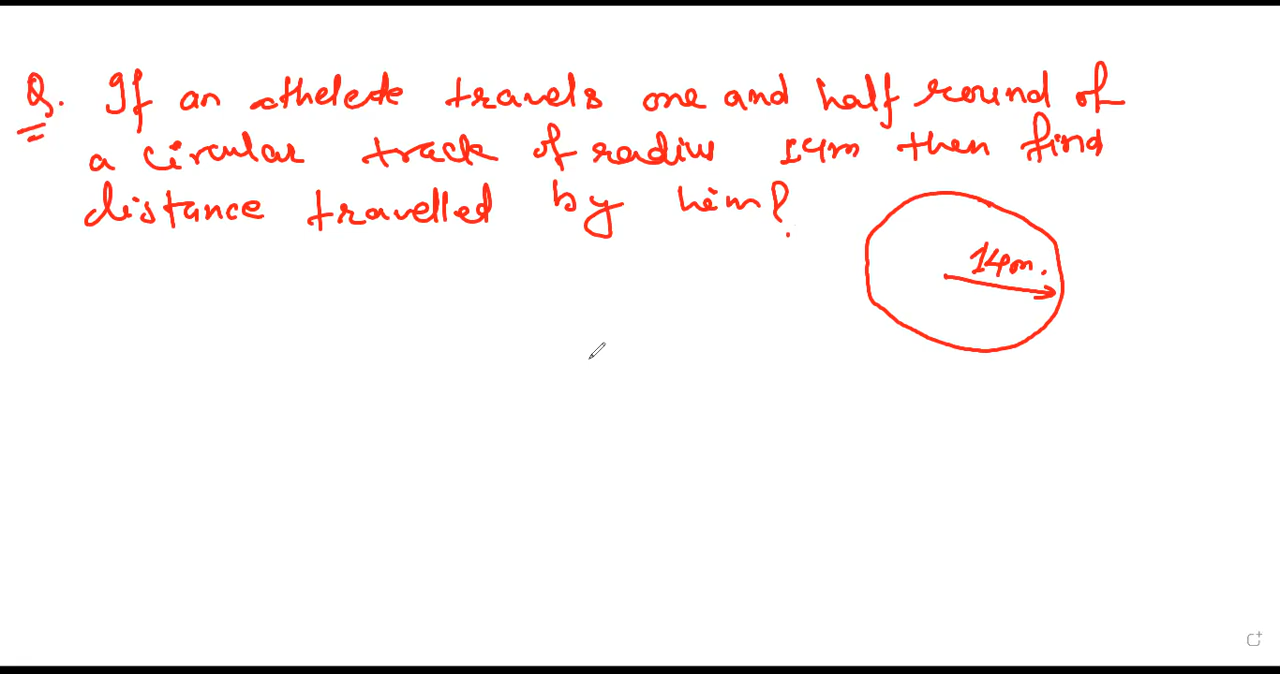 Q. If an athelete travels one and half round of
a circular track of radius 14m then find
distance travelled by him?
14m.